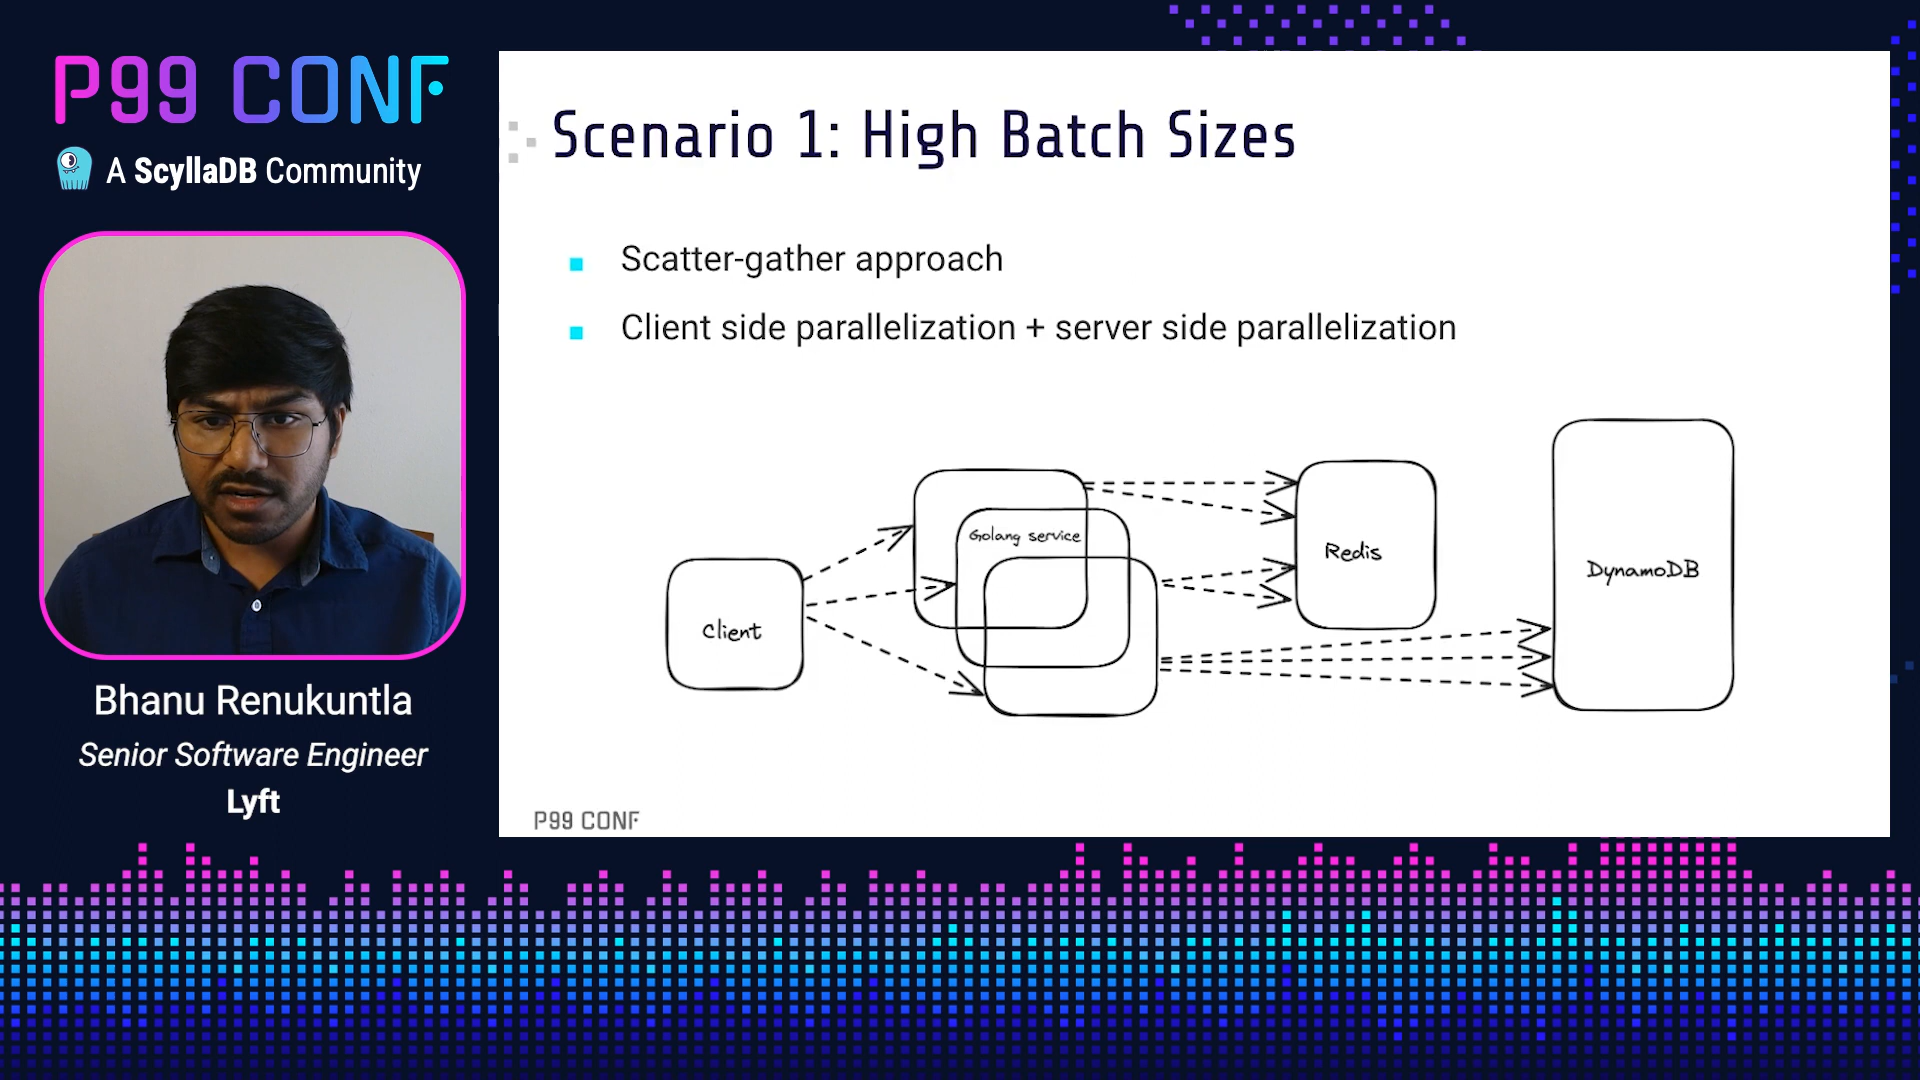 P99 CONF
A ScyllaDB Community
Bhanu Renukuntla
Senior Software Engineer
Lyft
Scenario 1: High Batch Sizes
Scatter-gather approach
Client side parallelization + server side parallelization
Client
Golang service
Redis
DynamoDB
P99 CONF